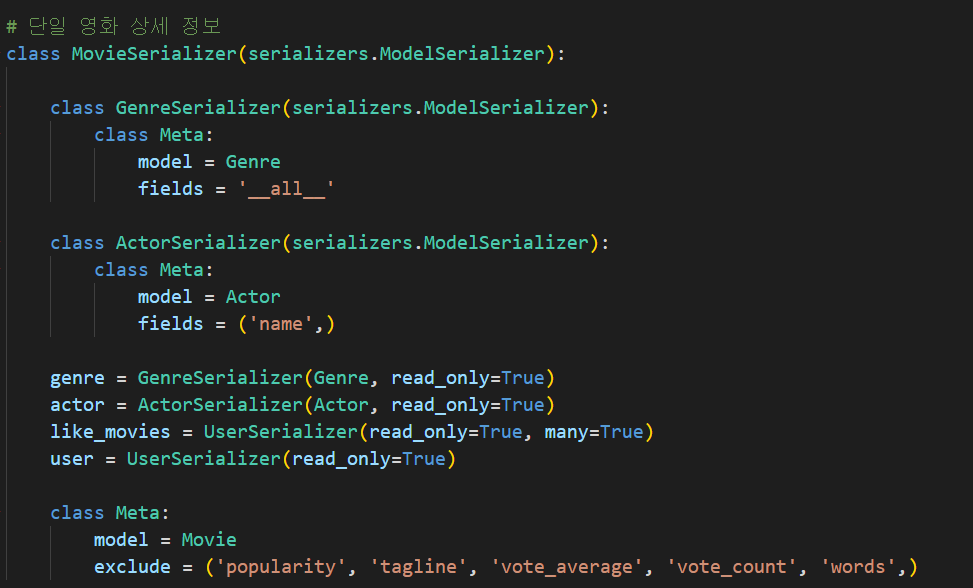 # 단일 영화 상세 정보
class MovieSerializer(serializers.ModelSerializer):
class GenreSerializer(serializers.ModelSerializer):
class Meta:
model = Genre
fields = '__all__'
class ActorSerializer(serializers.ModelSerializer):
class Meta:
model = Actor
fields = ('name',)
genre = GenreSerializer(Genre, read_only=True)
actor = ActorSerializer(Actor, read_only=True)
like_movies = UserSerializer(read_only=True, many=True)
user = UserSerializer(read_only=True)
class Meta:
model = Movie
exclude = ('popularity', 'tagline', 'vote_average', 'vote_count', 'words',)